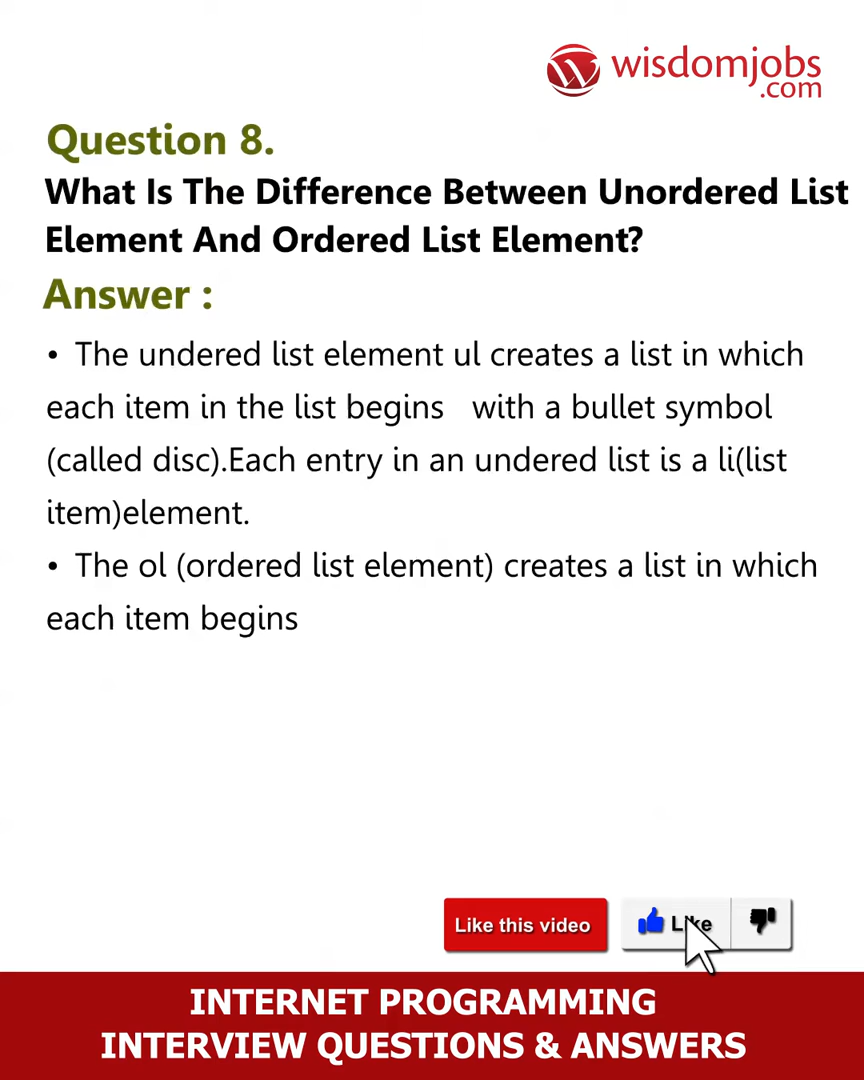 wisdomjobs
.com
Question 8.
What Is The Difference Between Unordered List
Element And Ordered List Element?
Answer :
• The undered list element ul creates a list in which
each item in the list begins   with a bullet symbol
(called disc).Each entry in an undered list is a li(list
item)element.
• The ol (ordered list element) creates a list in which
each item begins
Like this video
Like
INTERNET PROGRAMMING
INTERVIEW QUESTIONS & ANSWERS